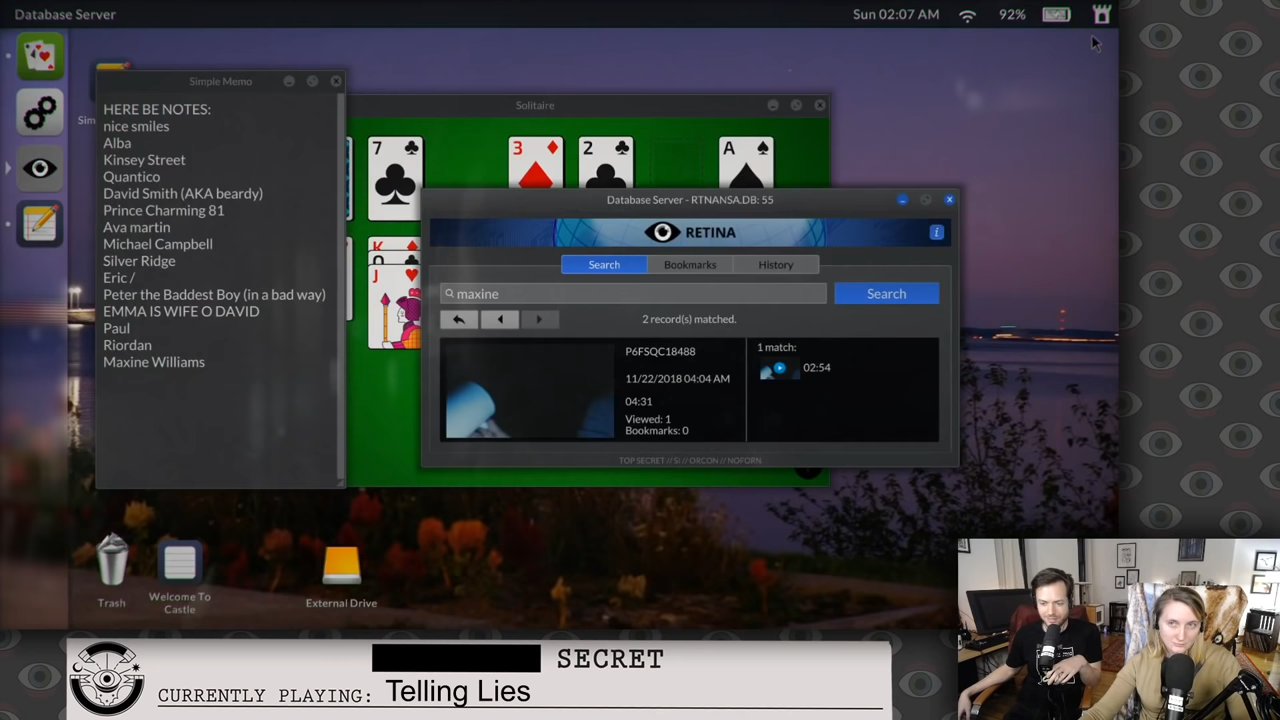 Database Server
Sun 02:07 AM
92%
Simple Memo
HERE BE NOTES:
nice smiles
Alba
Kinsey Street
Quantico
David Smith (AKA beardy)
Prince Charming 81
Ava martin
Michael Campbell
Silver Ridge
Eric /
Peter the Baddest Boy (in a bad way)
EMMA IS WIFE O DAVID
Paul
Riordan
Maxine Williams
Sim
Solitaire
7
3
2
A
K
J
Database Server - RTNANSA.DB: 55
RETINA
Search
Bookmarks
History
maxine
Search
2 record(s) matched.
P6FSQC18488
11/22/2018 04:04 AM
04:31
Viewed: 1
Bookmarks: 0
1 match:
02:54
TOP SECRET // SI // ORCON // NOFORN
Trash
Welcome To
Castle
External Drive
SECRET
CURRENTLY PLAYING: Telling Lies